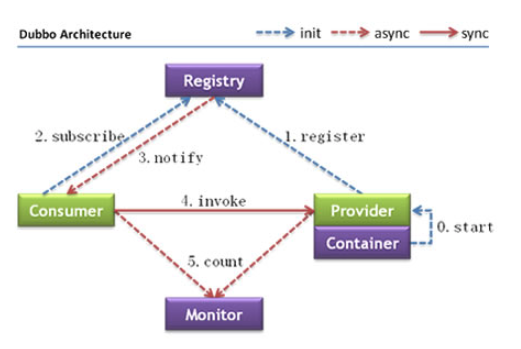 Dubbo Architecture
init
async
sync
Registry
2. subscribe
1. register
3. notify
Consumer
4. invoke
Provider
Container
0. start
5. count
Monitor